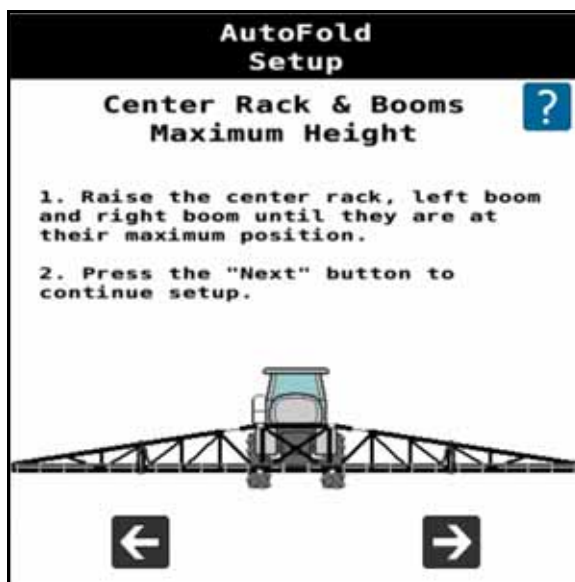 AutoFold
Setup
Center Rack & Booms
Maximum Height
?
1. Raise the center rack, left boom
and right boom until they are at
their maximum position.
2. Press the "Next" button to
continue setup.